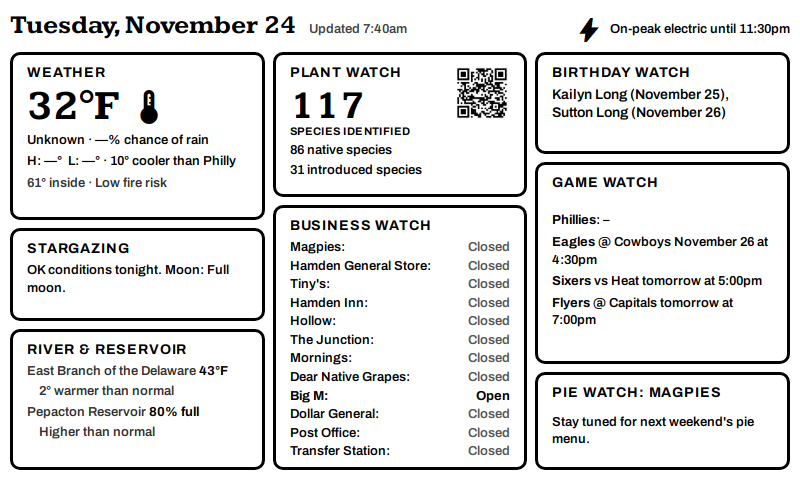 Tuesday, November 24 Updated 7:40am
On-peak electric until 11:30pm
WEATHER
32°F
Unknown · —% chance of rain
H: —° L: —° · 10° cooler than Philly
61° inside · Low fire risk
STARGAZING
OK conditions tonight. Moon: Full
moon.
RIVER & RESERVOIR
East Branch of the Delaware 43°F
2° warmer than normal
Pepacton Reservoir 80% full
Higher than normal
PLANT WATCH
117
SPECIES IDENTIFIED
86 native species
31 introduced species
BUSINESS WATCH
Magpies: Closed
Hamden General Store: Closed
Tiny's: Closed
Hamden Inn: Closed
Hollow: Closed
The Junction: Closed
Mornings: Closed
Dear Native Grapes: Closed
Big M: Open
Dollar General: Closed
Post Office: Closed
Transfer Station: Closed
BIRTHDAY WATCH
Kailyn Long (November 25),
Sutton Long (November 26)
GAME WATCH
Phillies: –
Eagles @ Cowboys November 26 at
4:30pm
Sixers vs Heat tomorrow at 5:00pm
Flyers @ Capitals tomorrow at
7:00pm
PIE WATCH: MAGPIES
Stay tuned for next weekend's pie
menu.